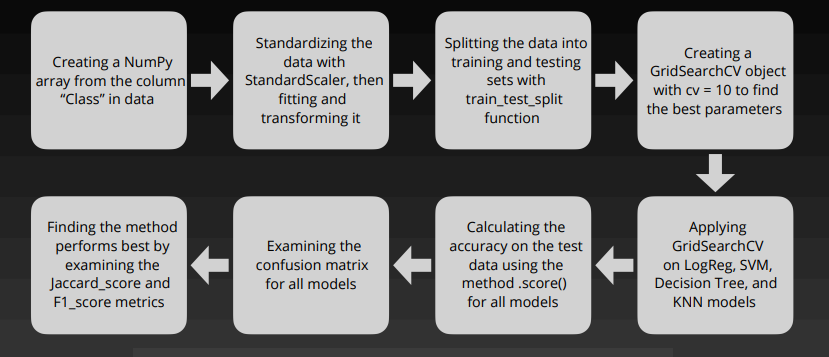 Creating a NumPy
array from the column
“Class” in data
Standardizing the
data with
StandardScaler, then
fitting and
transforming it
Splitting the data into
training and testing
sets with
train_test_split
function
Creating a
GridSearchCV object
with cv = 10 to find
the best parameters
Applying
GridSearchCV
on LogReg, SVM,
Decision Tree, and
KNN models
Calculating the
accuracy on the test
data using the
method .score()
for all models
Examining the
confusion matrix
for all models
Finding the method
performs best by
examining the
Jaccard_score and
F1_score metrics